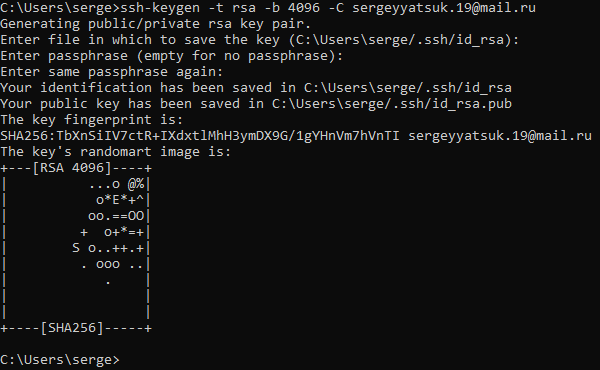 C:\Users\serge>ssh-keygen -t rsa -b 4096 -C sergeyyatsuk.19@mail.ru
Generating public/private rsa key pair.
Enter file in which to save the key (C:\Users\serge/.ssh/id_rsa):
Enter passphrase (empty for no passphrase):
Enter same passphrase again:
Your identification has been saved in C:\Users\serge/.ssh/id_rsa
Your public key has been saved in C:\Users\serge/.ssh/id_rsa.pub
The key fingerprint is:
SHA256:TbXnSiIV7ctR+IXdxtlMhH3ymDX9G/1gYHnVm7hVnTI sergeyyatsuk.19@mail.ru
The key's randomart image is:
+---[RSA 4096]----+
|          ...o @%|
|           o*E*+^|
|          oo.==OO|
|         +  o+*=+|
|        S o..++.+|
|         . ooo ..|
|            .    |
|                 |
|                 |
+----[SHA256]-----+
C:\Users\serge>